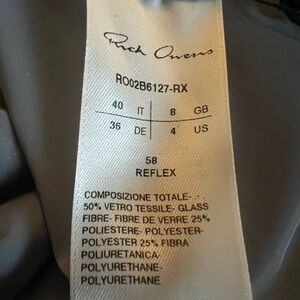 Rick Owens
RO02B6127-RX
40 IT 8 GB
36 DE 4 US
58
REFLEX
COMPOSIZIONE TOTALE- -
50% VETRO TESSILE- GLASS
FIBRE- FIBRE DE VERRE 25%
POLIESTERE- POLYESTER-
POLYESTER 25% FIBRA
POLIURETANICA-
POLYURETHANE-
POLYURETHANE